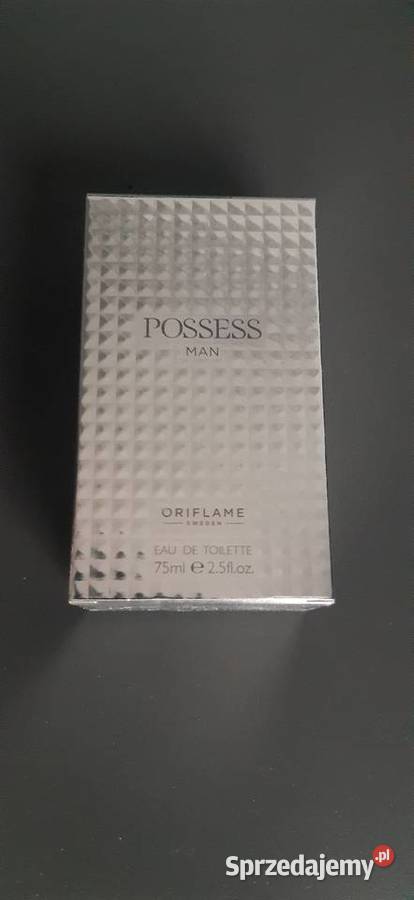 POSSESS
MAN
ORIFLAME
SWEDEN
EAU DE TOILETTE
75ml e 2.5fl.oz.
Sprzedajemy.pl